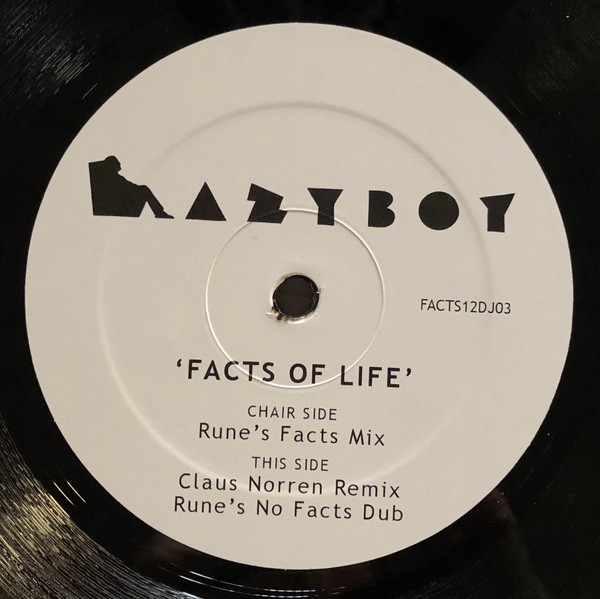 LAZYBOY
FACTS12DJ03
‘FACTS OF LIFE’
CHAIR SIDE
Rune’s Facts Mix
THIS SIDE
Claus Norren Remix
Rune’s No Facts Dub